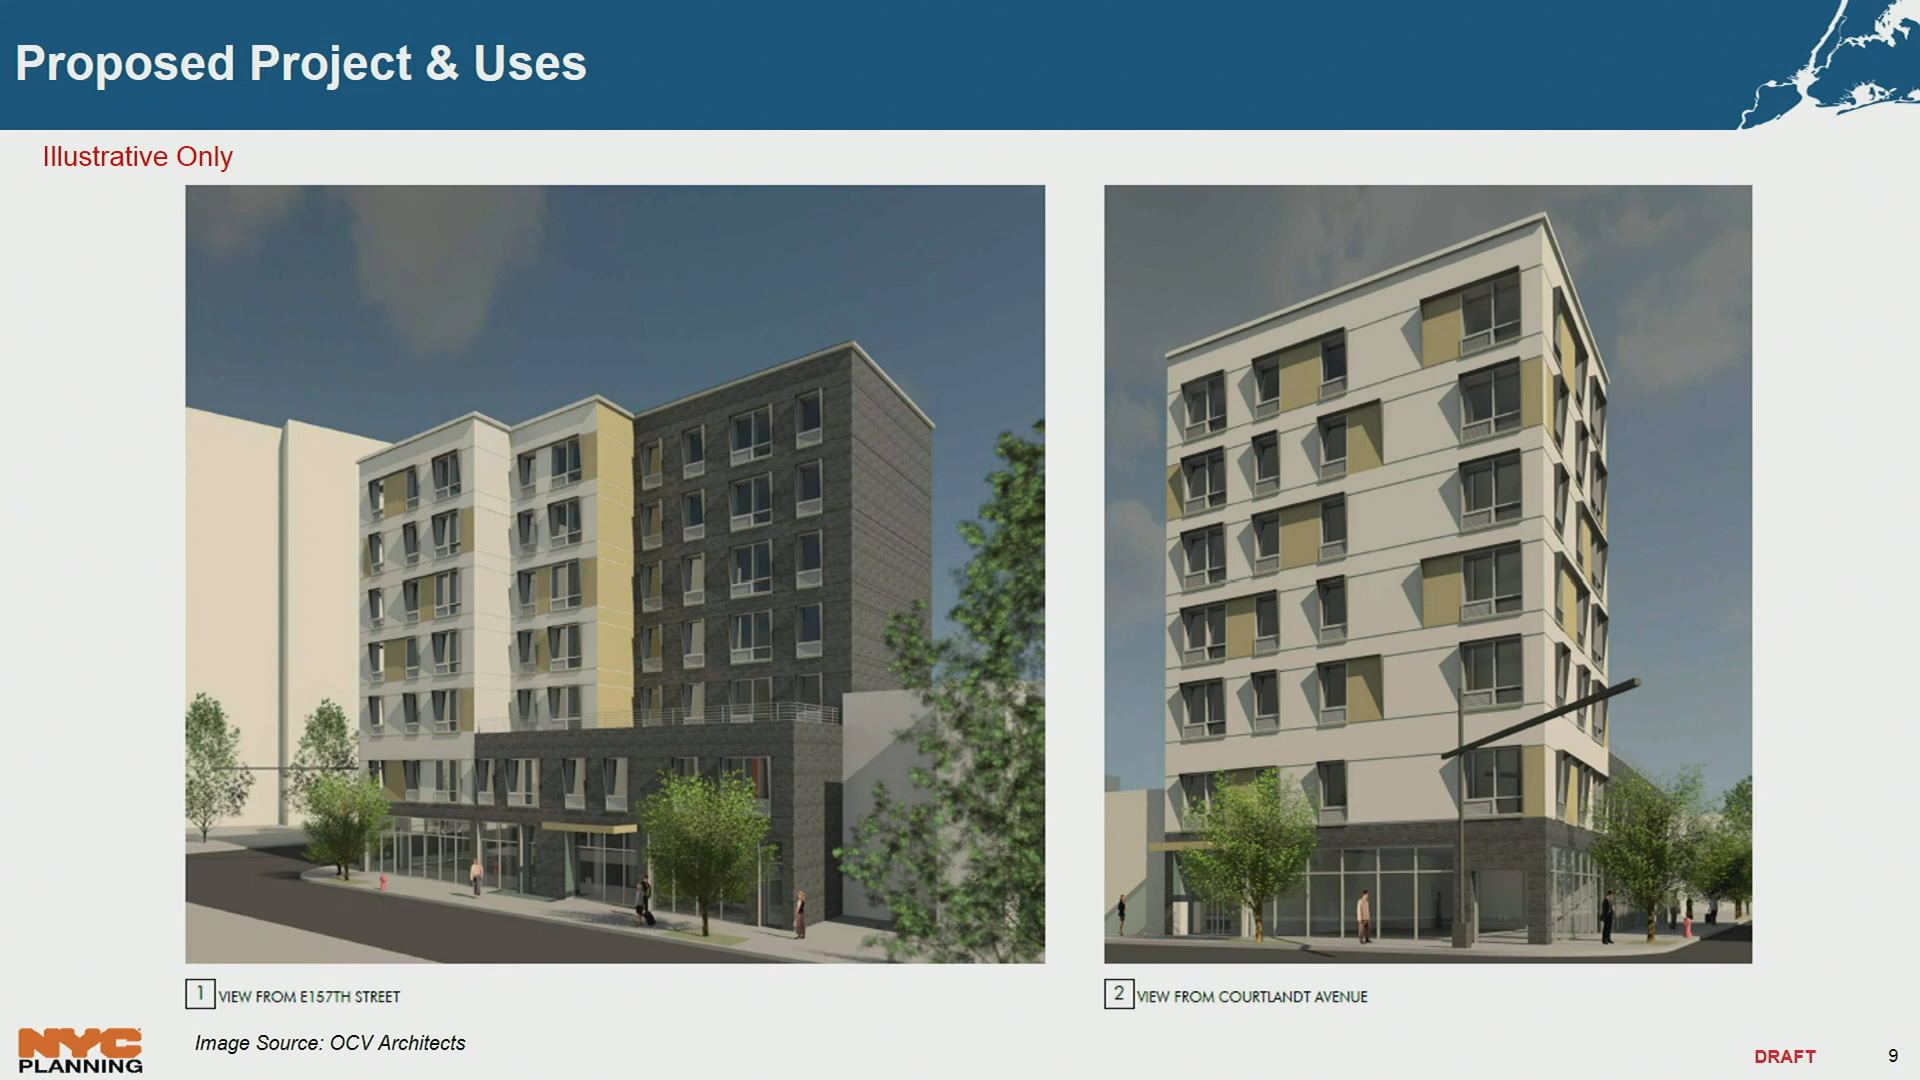 Proposed Project & Uses
Illustrative Only
1 VIEW FROM E157TH STREET
2 VIEW FROM COURTLANDT AVENUE
Image Source: OCV Architects
NYC
PLANNING
DRAFT
9